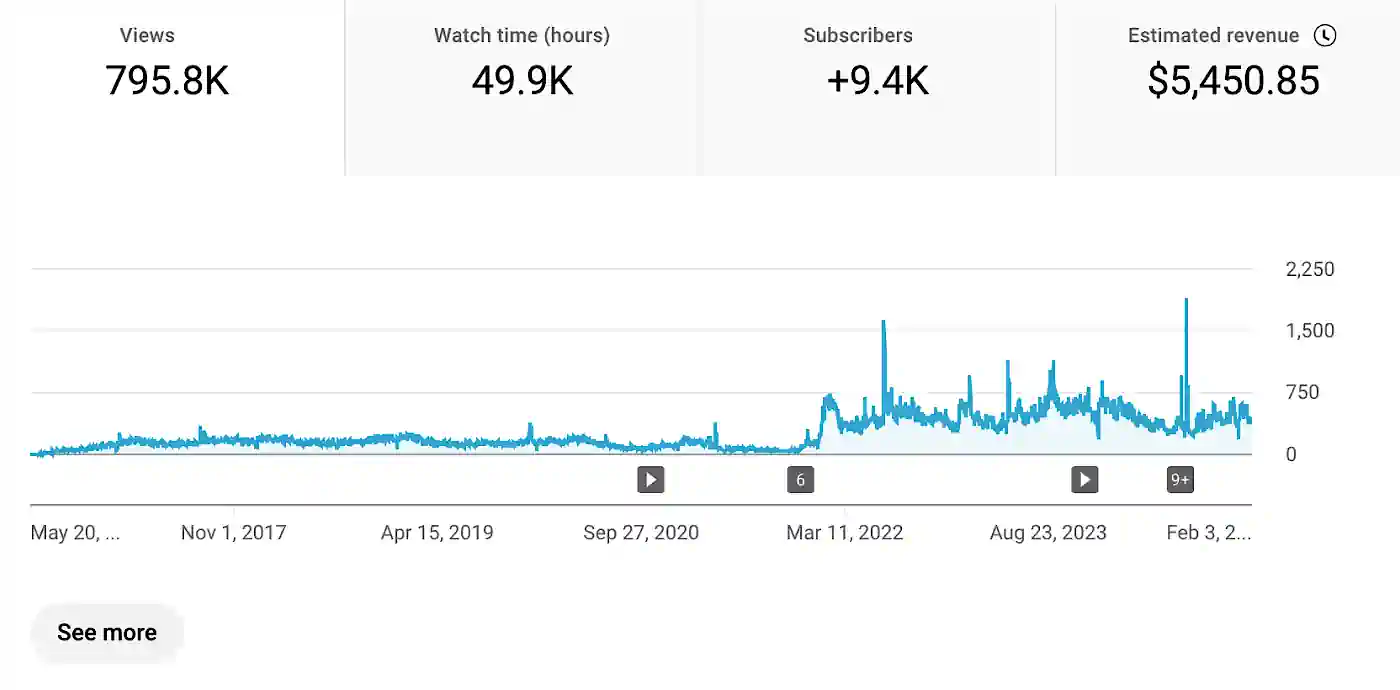 Views
795.8K
Watch time (hours)
49.9K
Subscribers
+9.4K
Estimated revenue
$5,450.85
2,250
1,500
750
0
6
9+
May 20, ...
Nov 1, 2017
Apr 15, 2019
Sep 27, 2020
Mar 11, 2022
Aug 23, 2023
Feb 3, 2...
See more